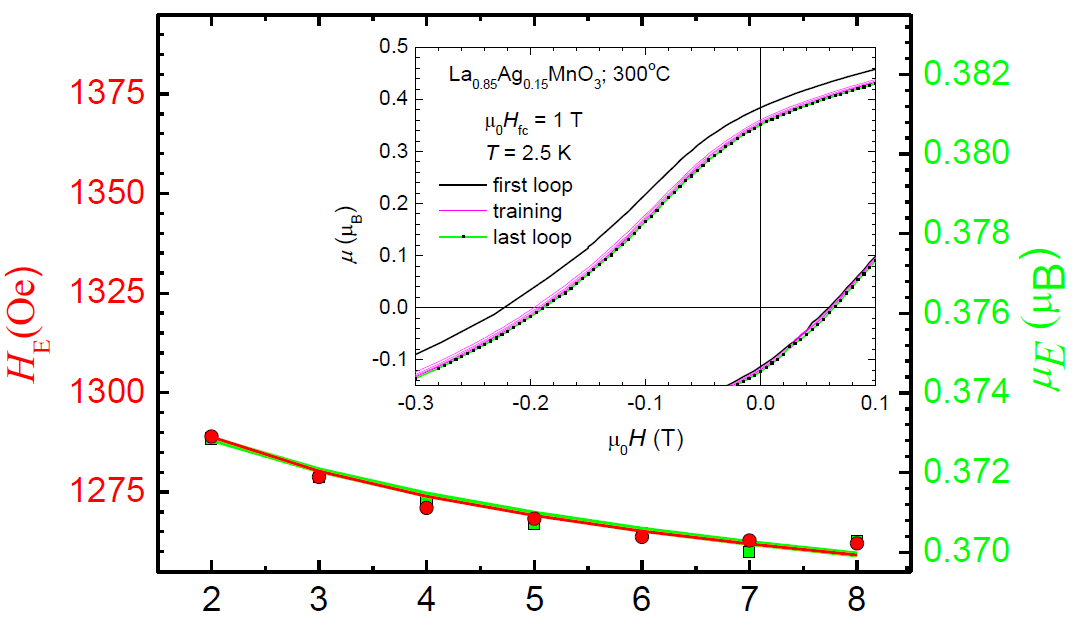 1375
1350
1325
1300
1275
H_E (Oe)
0.382
0.380
0.378
0.376
0.374
0.372
0.370
μE (μB)
2 3 4 5 6 7 8
0.5
0.4
0.3
0.2
0.1
0.0
-0.1
μ (μ_B)
-0.3 -0.2 -0.1 0.0 0.1
μ₀H (T)
La₀.₈₅Ag₀.₁₅MnO₃; 300°C
μ₀H_fc = 1 T
T = 2.5 K
first loop
training
last loop